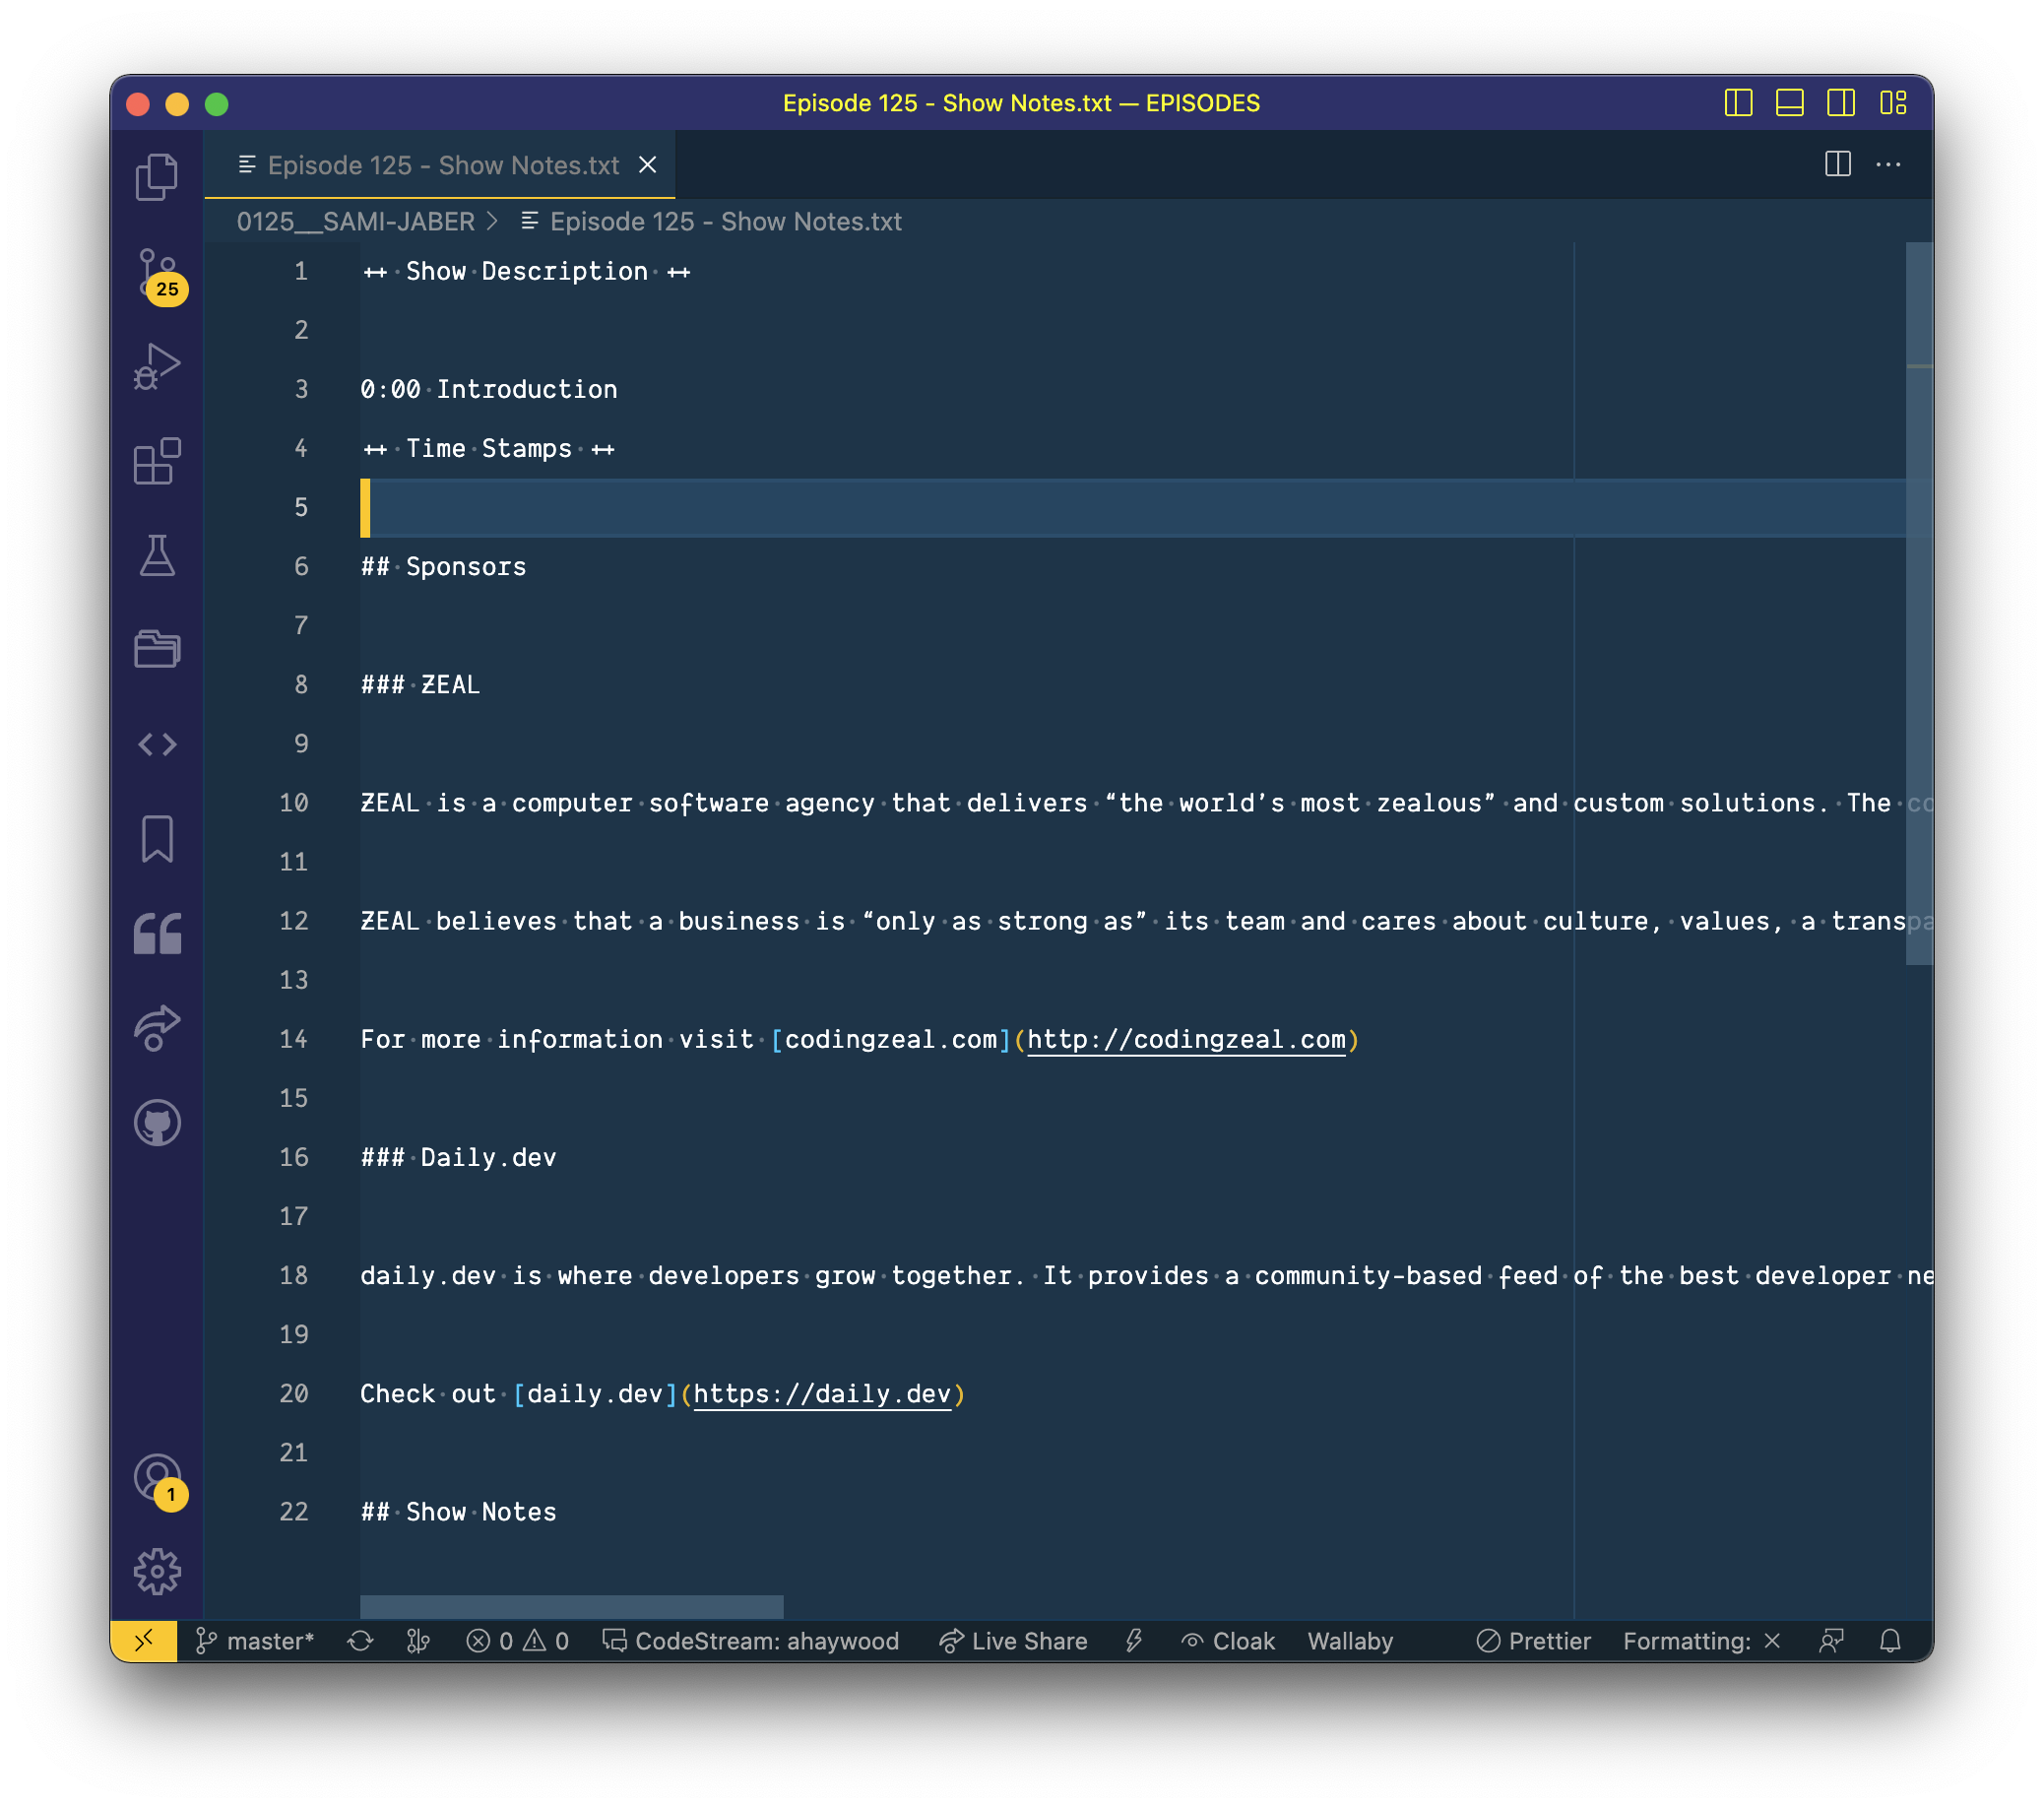 Episode 125 - Show Notes.txt — EPISODES
Episode 125 - Show Notes.txt
0125__SAMI-JABER > Episode 125 - Show Notes.txt
25
1 ++ Show Description ++
2
3 0:00 Introduction
4 ++ Time Stamps ++
5
6 ## Sponsors
7
8 ### ZEAL
9
10 ZEAL is a computer software agency that delivers “the world’s most zealous” and custom solutions. The co
11
12 ZEAL believes that a business is “only as strong as” its team and cares about culture, values, a transpa
13
14 For more information visit [codingzeal.com](http://codingzeal.com)
15
16 ### Daily.dev
17
18 daily.dev is where developers grow together. It provides a community-based feed of the best developer ne
19
20 Check out [daily.dev](https://daily.dev)
21
22 ## Show Notes
1
master* 0 0 CodeStream: ahaywood Live Share Cloak Wallaby Prettier Formatting: ×